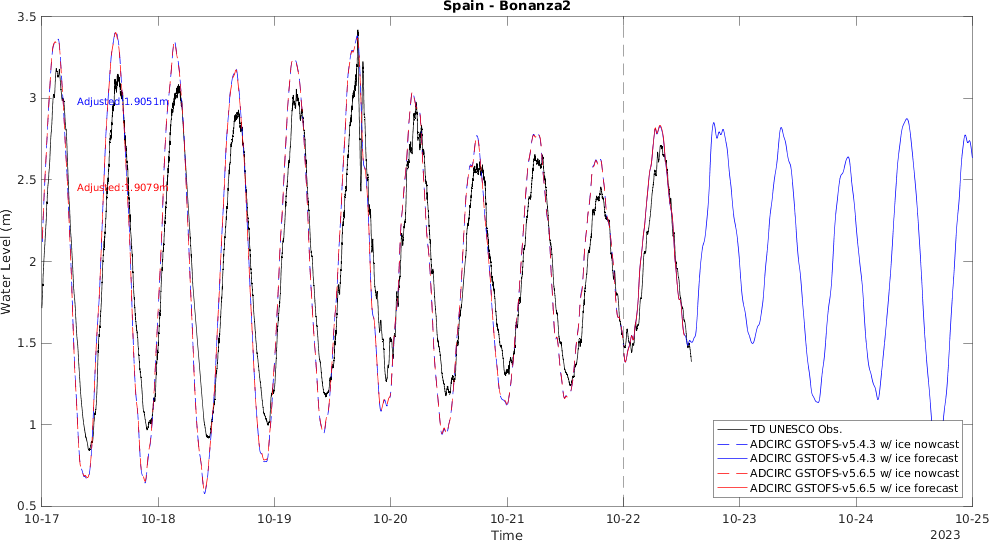 Spain - Bonanza2
3.5
3
2.5
2
1.5
1
0.5
Water Level (m)
Adjusted:1.9051m
Adjusted:1.9079m
TD UNESCO Obs.
ADCIRC GSTOFS-v5.4.3 w/ ice nowcast
ADCIRC GSTOFS-v5.4.3 w/ ice forecast
ADCIRC GSTOFS-v5.6.5 w/ ice nowcast
ADCIRC GSTOFS-v5.6.5 w/ ice forecast
10-17 10-18 10-19 10-20 10-21 10-22 10-23 10-24 10-25
Time
2023